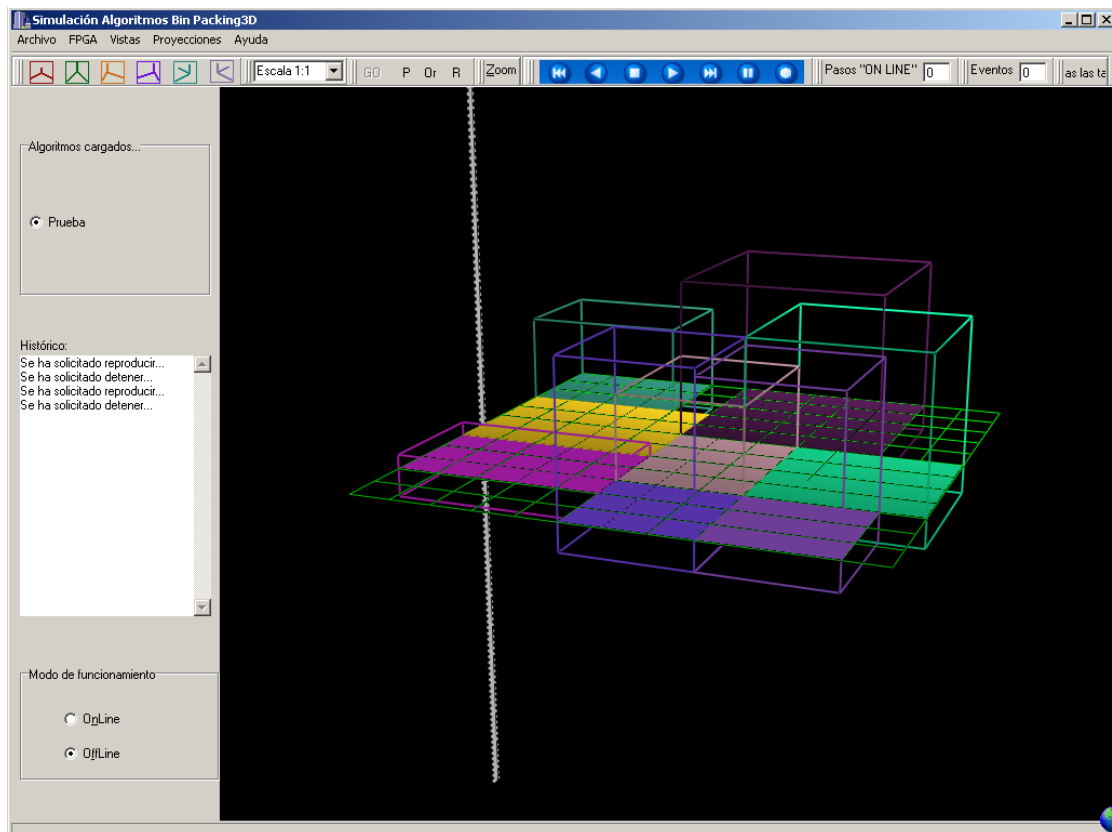 Simulación Algoritmos Bin Packing3D
Archivo FPGA Vistas Proyecciones Ayuda
Escala 1:1 GO P Or R Zoom Pasos "ON LINE" 0 Eventos 0 as las ta
Algoritmos cargados...
Prueba
Histórico:
Se ha solicitado reproducir...
Se ha solicitado detener...
Se ha solicitado reproducir...
Se ha solicitado detener...
Modo de funcionamiento
OnLine
OffLine